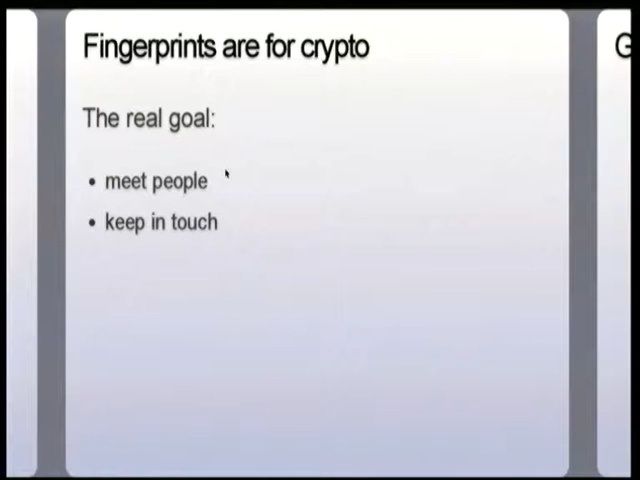 Fingerprints are for crypto
The real goal:
• meet people
• keep in touch
G